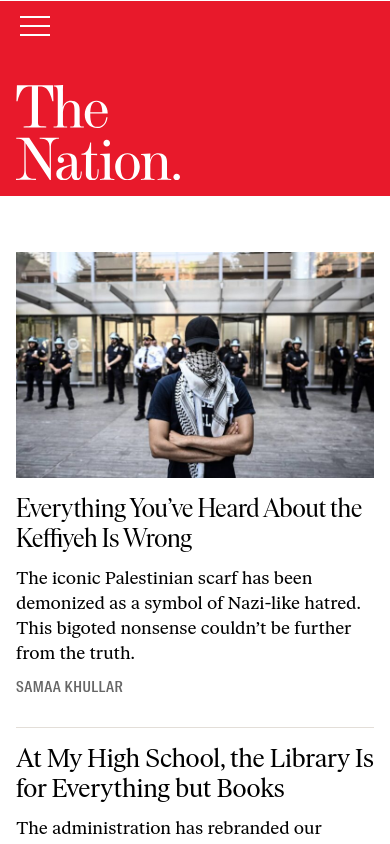 The
Nation.
Everything You’ve Heard About the
Keffiyeh Is Wrong
The iconic Palestinian scarf has been
demonized as a symbol of Nazi-like hatred.
This bigoted nonsense couldn’t be further
from the truth.
SAMAA KHULLAR
At My High School, the Library Is
for Everything but Books
The administration has rebranded our